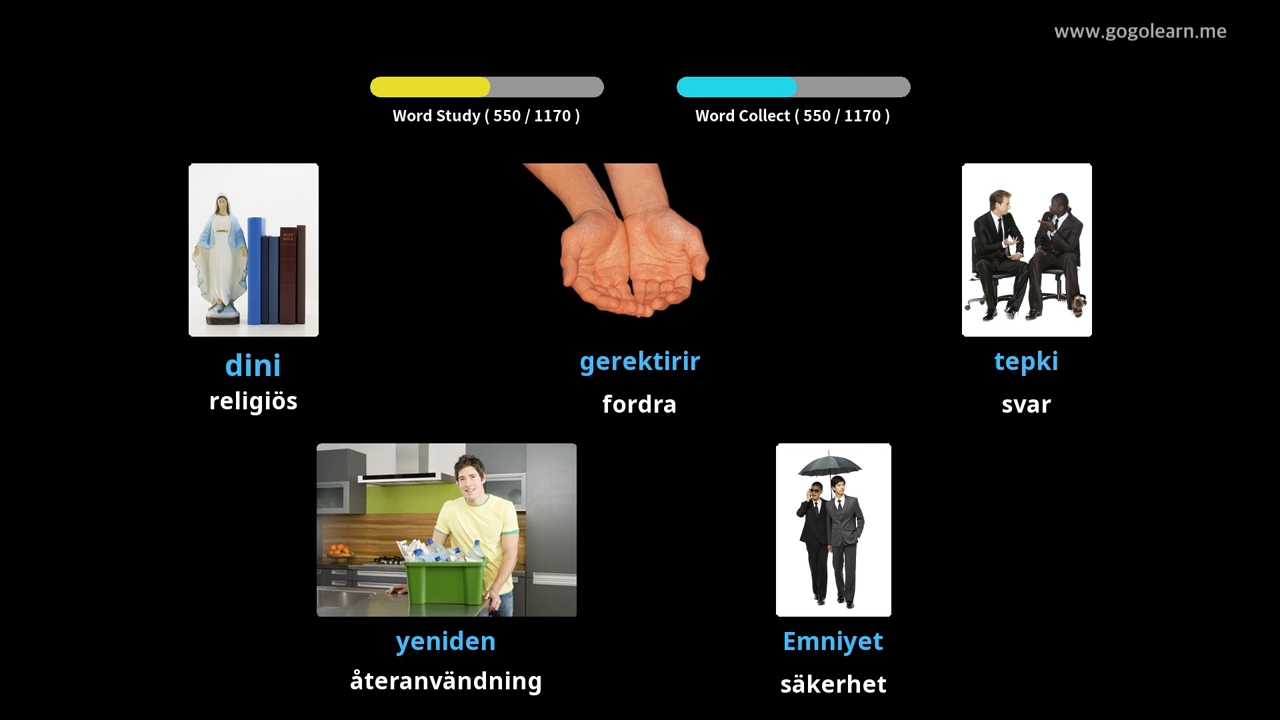 www.gogolearn.me
Word Study ( 550 / 1170 )
Word Collect ( 550 / 1170 )
dini
religiös
gerektirir
fordra
tepki
svar
yeniden
återanvändning
Emniyet
säkerhet